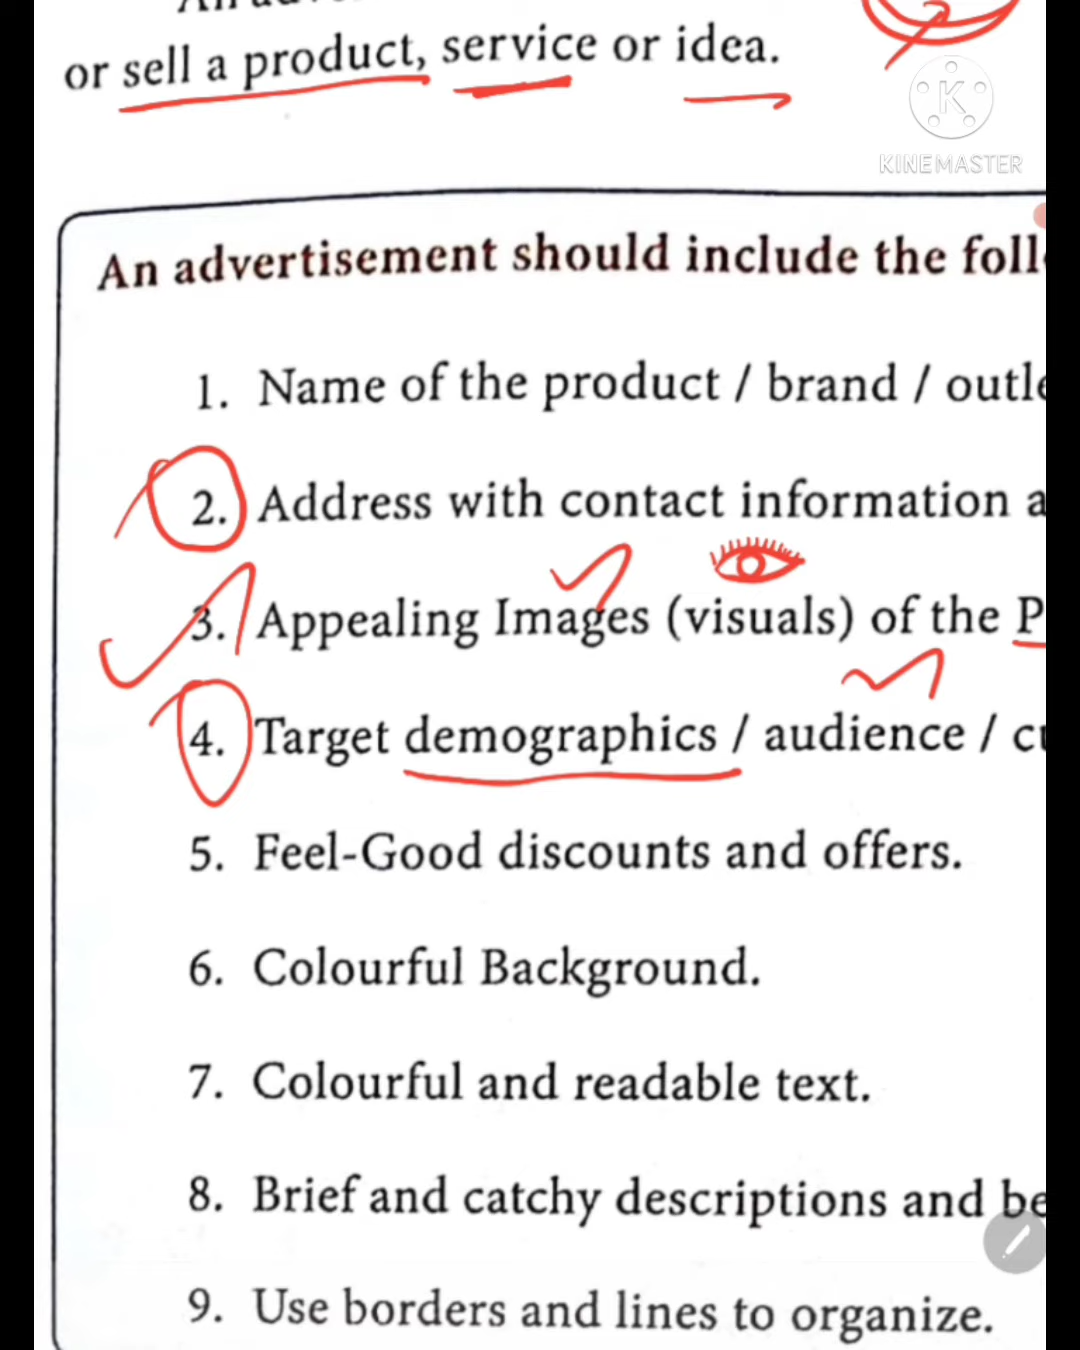 or sell a product, service or idea.
KINEMASTER
An advertisement should include the
1. Name of the product / brand /
2. Address with contact information
3. Appealing Images (visuals) of the
4. Target demographics / audience /
5. Feel-Good discounts and offers.
6. Colourful Background.
7. Colourful and readable text.
8. Brief and catchy descriptions and
9. Use borders and lines to organize.